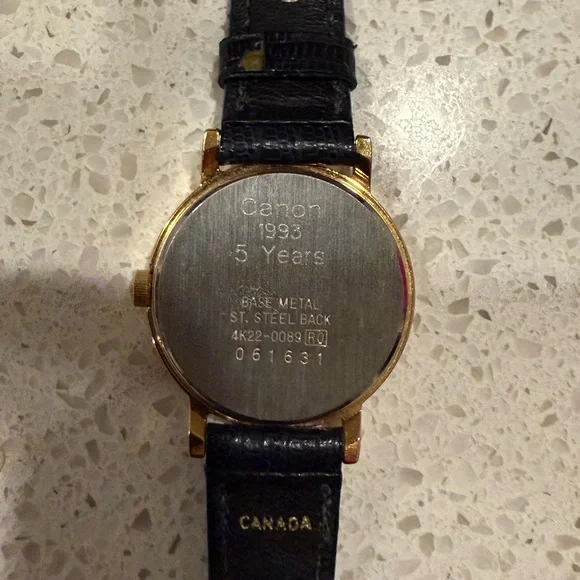 Canon
1993
5 Years
BASE METAL
ST. STEEL BACK
4K22-0089 R0
061631
CANADA